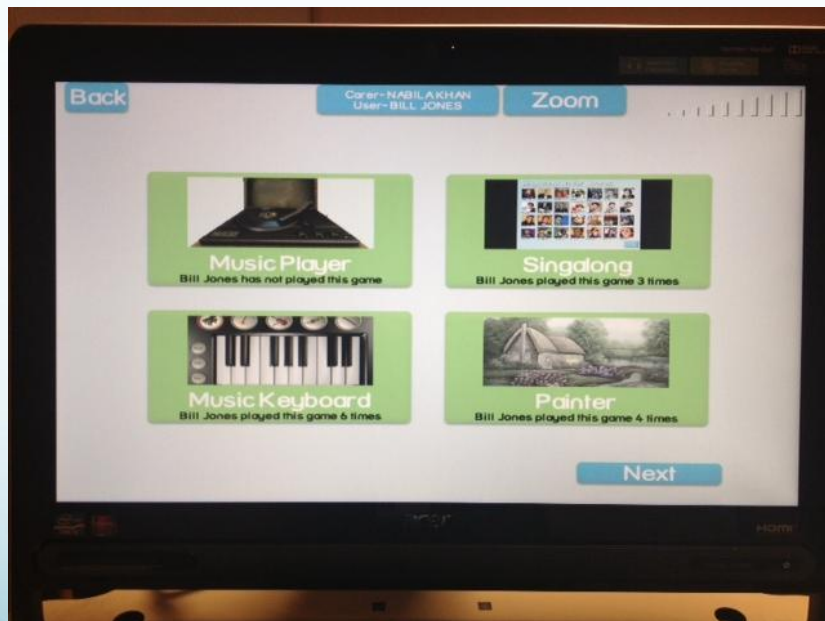 Back
Carer-NABILA KHAN
User-BILL JONES
Zoom
Music Player
Bill Jones has not played this game
Singalong
Bill Jones played this game 3 times
Music Keyboard
Bill Jones played this game 6 times
Painter
Bill Jones played this game 4 times
Next
acer
HDMI